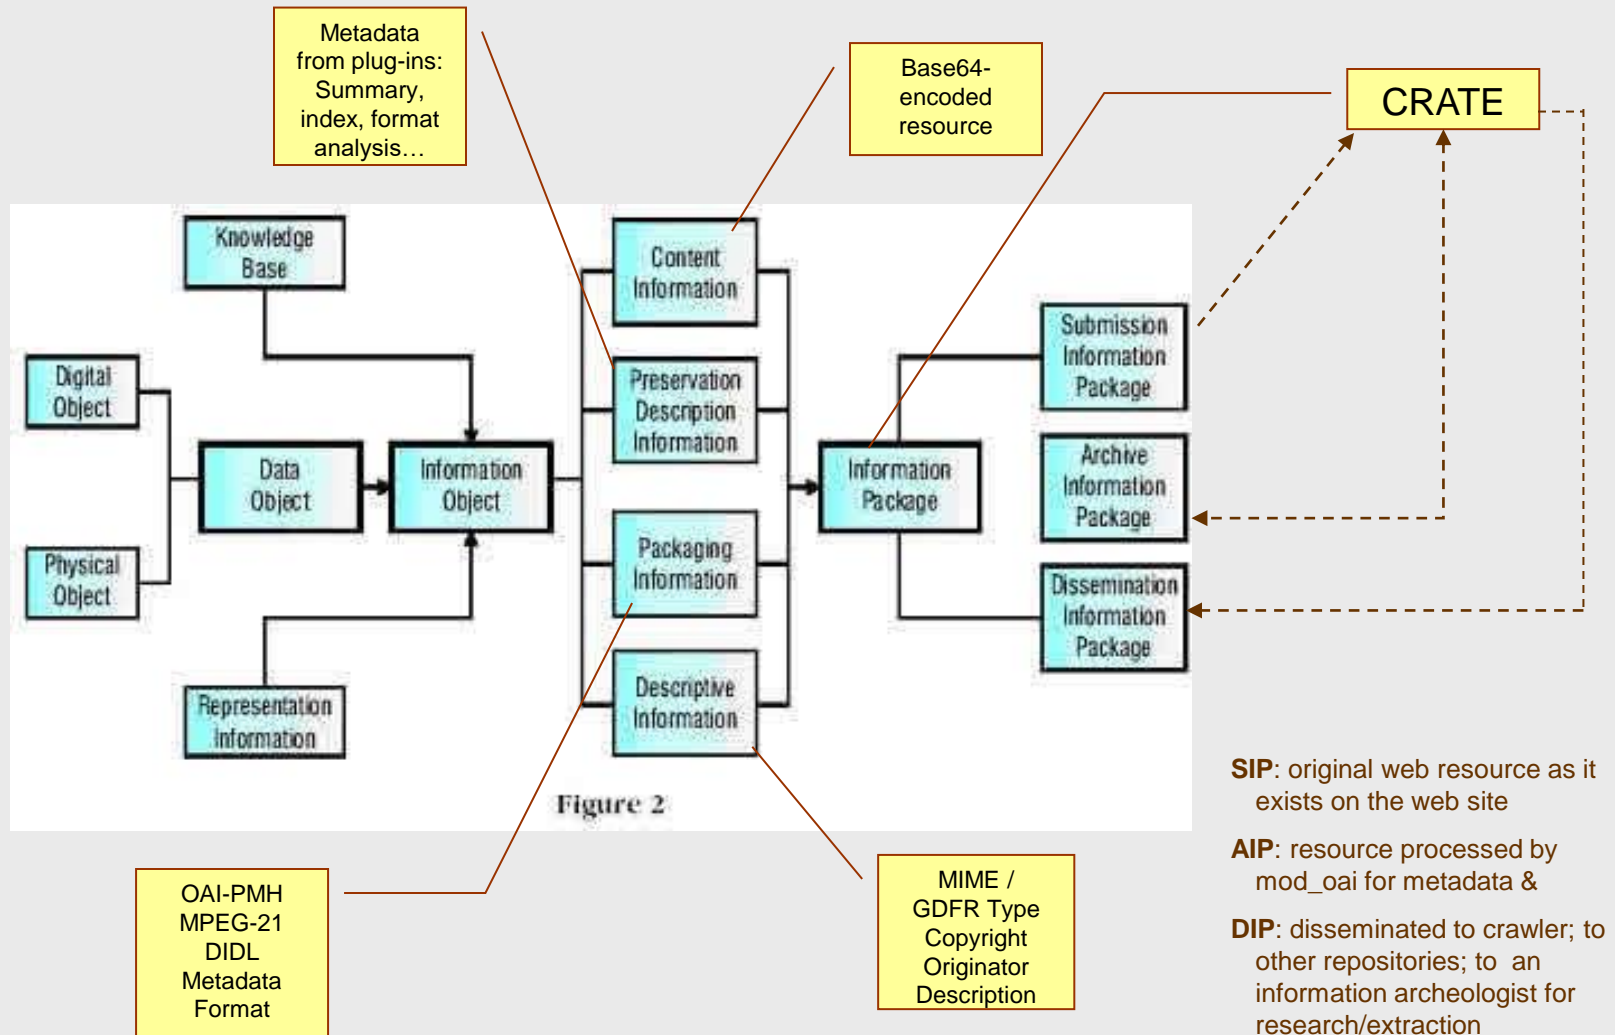 Metadata
from plug-ins:
Summary,
index, format
analysis…
Base64-
encoded
resource
CRATE
Knowledge
Base
Content
Information
Submission
Information
Package
Digital
Object
Preservation
Description
Information
Data
Object
Information
Object
Information
Package
Archive
Information
Package
Physical
Object
Packaging
Information
Dissemination
Information
Package
Representation
Information
Descriptive
Information
Figure 2
SIP: original web resource as it
exists on the web site
AIP: resource processed by
mod_oai for metadata &
DIP: disseminated to crawler; to
other repositories; to an
information archeologist for
research/extraction
OAI-PMH
MPEG-21
DIDL
Metadata
Format
MIME /
GDFR Type
Copyright
Originator
Description